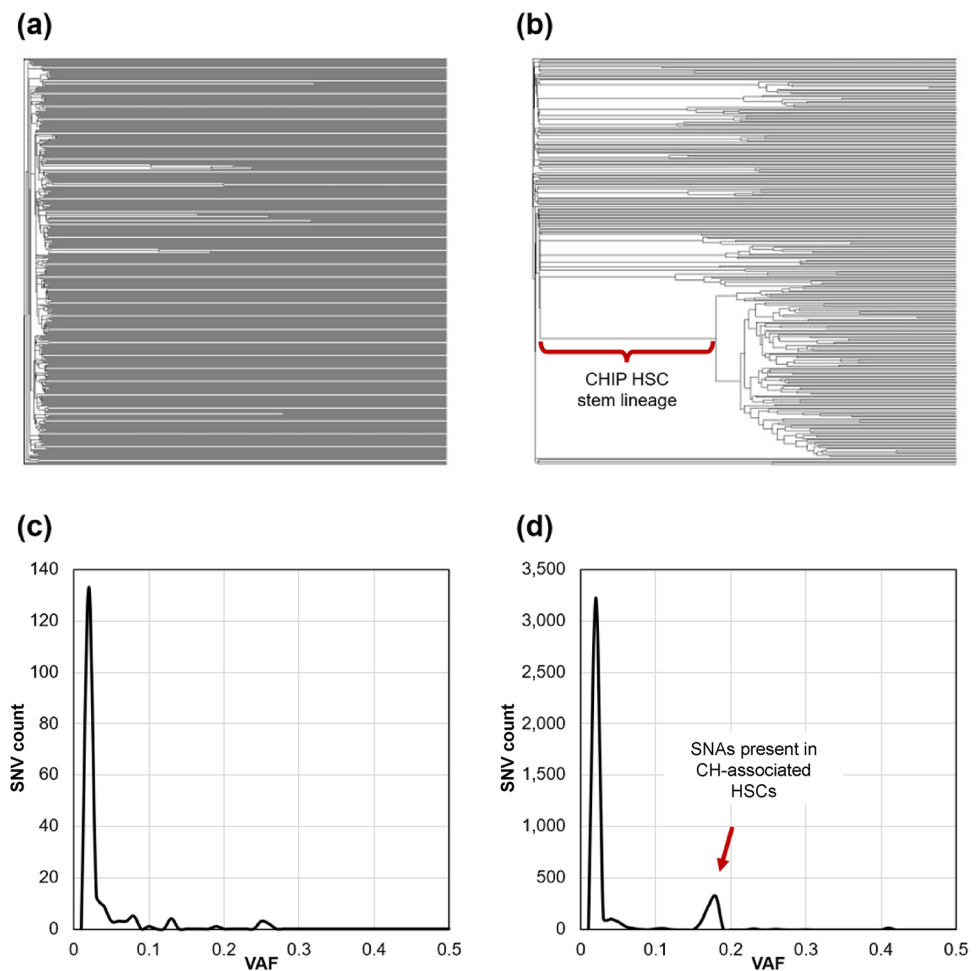 (a)
(b)
CHIP HSC
stem lineage
(c)
(d)
140
120
100
80
60
40
20
0
SNV count
0
0.1
0.2
0.3
0.4
0.5
VAF
3,500
3,000
2,500
2,000
1,500
1,000
500
0
SNV count
SNAs present in
CH-associated
HSCs
0
0.1
0.2
0.3
0.4
0.5
VAF